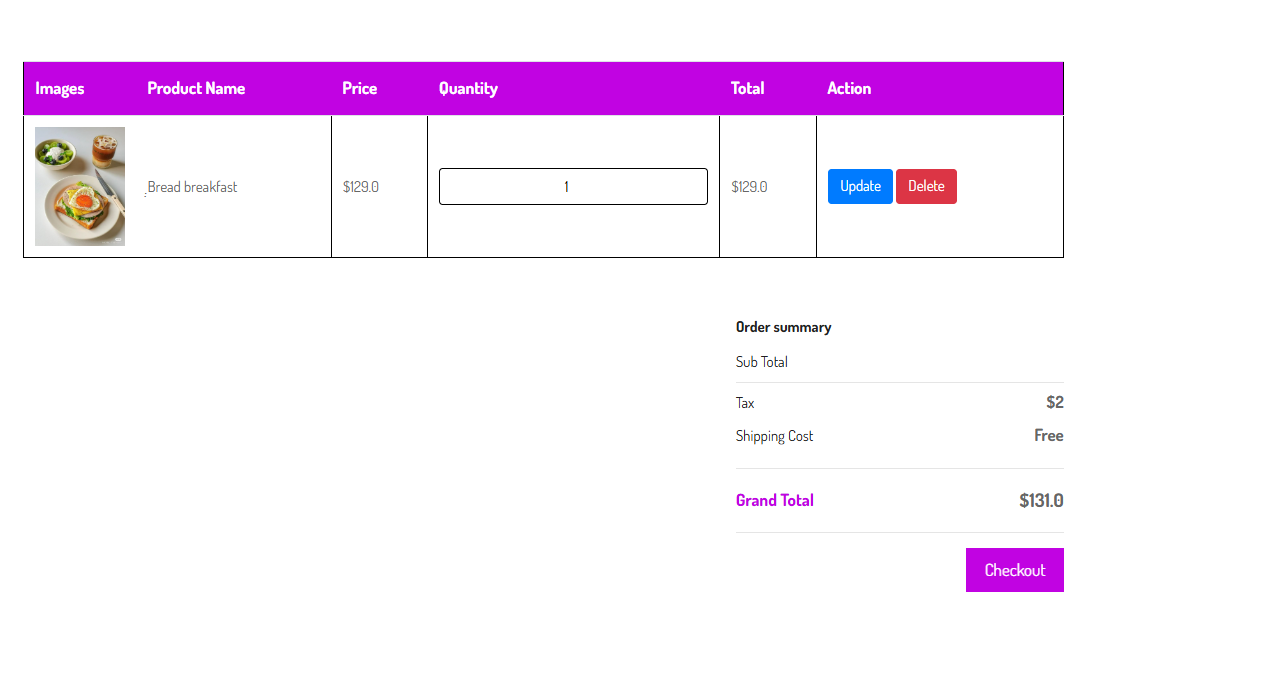 Images Product Name Price Quantity Total Action
Bread breakfast $129.0 1 $129.0 Update Delete
Order summary
Sub Total
Tax $2
Shipping Cost Free
Grand Total $131.0
Checkout